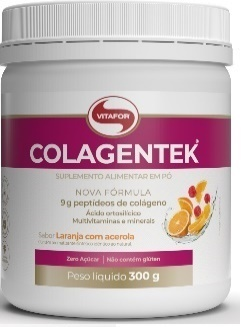 VITAFOR
COLAGENTEK®
SUPLEMENTO ALIMENTAR EM PÓ
NOVA FÓRMULA
9 g peptídeos de colágeno
Ácido ortosilícico
Multivitaminas e minerais
Sabor Laranja com acerola
Zero Açúcar | Não contém glúten
Peso líquido 300 g